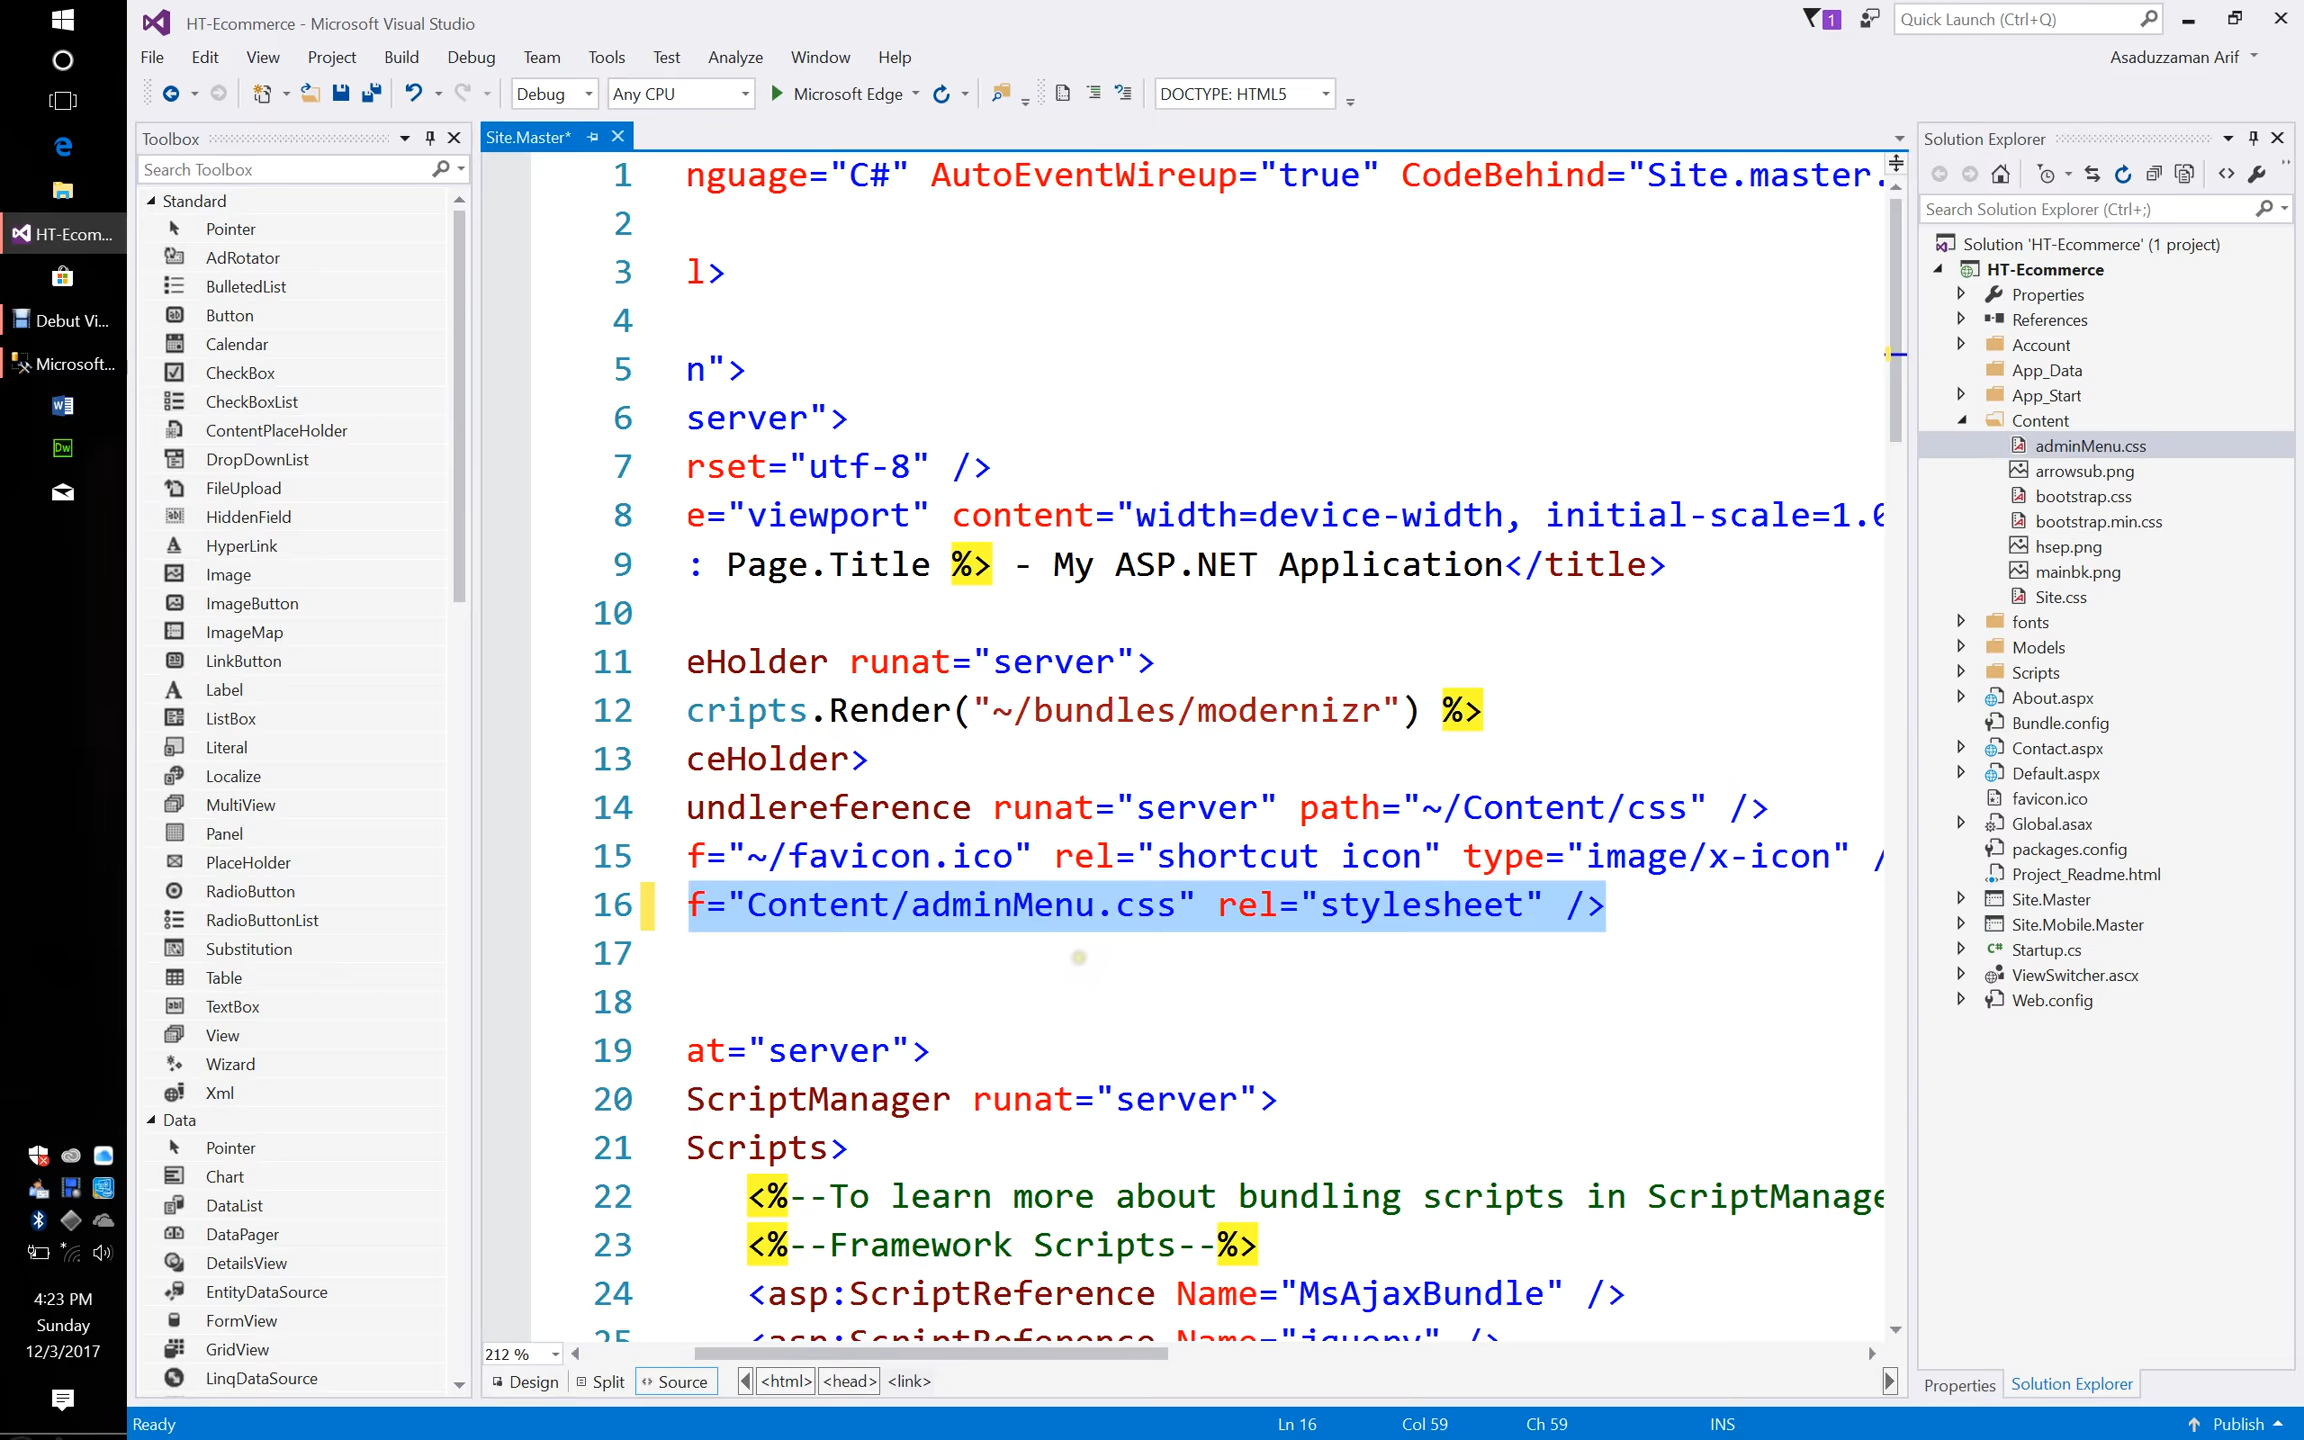 HT-Ecommerce - Microsoft Visual Studio
1
Quick Launch (Ctrl+Q)
File Edit View Project Build Debug Team Tools Test Analyze Window Help
Asaduzzaman Arif
Debug
Any CPU
Microsoft Edge
DOCTYPE: HTML5
HT-Ecom...
Debut Vi...
Microsoft...
Dw
4:23 PM
Sunday
12/3/2017
Toolbox
Search Toolbox
Standard
Pointer
AdRotator
BulletedList
Button
Calendar
CheckBox
CheckBoxList
ContentPlaceHolder
DropDownList
FileUpload
HiddenField
HyperLink
Image
ImageButton
ImageMap
LinkButton
Label
ListBox
Literal
Localize
MultiView
Panel
PlaceHolder
RadioButton
RadioButtonList
Substitution
Table
TextBox
View
Wizard
Xml
Data
Pointer
Chart
DataList
DataPager
DetailsView
EntityDataSource
FormView
GridView
LinqDataSource
Site.Master*
1 nguage="C#" AutoEventWireup="true" CodeBehind="Site.master.
2
3 l>
4
5 n">
6 server">
7 rset="utf-8" />
8 e="viewport" content="width=device-width, initial-scale=1.0
9 : Page.Title %> - My ASP.NET Application</title>
10
11 eHolder runat="server">
12 cripts.Render("~/bundles/modernizr") %>
13 ceHolder>
14 undlereference runat="server" path="~/Content/css" />
15 f="~/favicon.ico" rel="shortcut icon" type="image/x-icon" /
16 f="Content/adminMenu.css" rel="stylesheet" />
17
18
19 at="server">
20 ScriptManager runat="server">
21 Scripts>
22 <%--To learn more about bundling scripts in ScriptManage
23 <%--Framework Scripts--%>
24 <asp:ScriptReference Name="MsAjaxBundle" />
25 <asp:ScriptReference Name="jquery" />
212 %
Design Split Source <html> <head> <link>
Solution Explorer
Search Solution Explorer (Ctrl+;)
Solution 'HT-Ecommerce' (1 project)
HT-Ecommerce
Properties
References
Account
App_Data
App_Start
Content
adminMenu.css
arrowsub.png
bootstrap.css
bootstrap.min.css
hsep.png
mainbk.png
Site.css
fonts
Models
Scripts
About.aspx
Bundle.config
Contact.aspx
Default.aspx
favicon.ico
Global.asax
packages.config
Project_Readme.html
Site.Master
Site.Mobile.Master
Startup.cs
ViewSwitcher.ascx
Web.config
Properties Solution Explorer
Ready
Ln 16 Col 59 Ch 59 INS
Publish